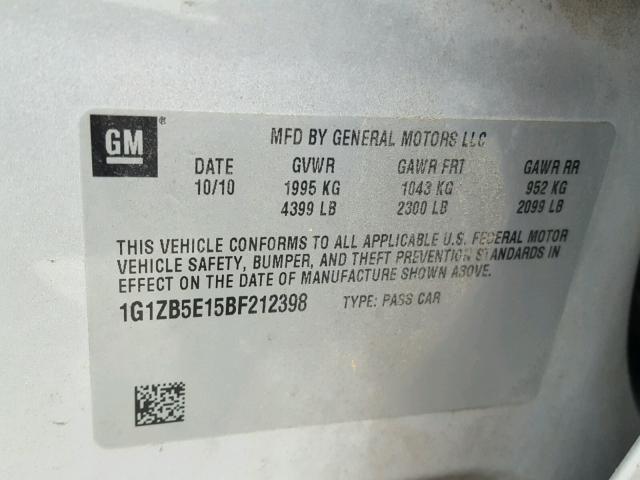 GM®
MFD BY GENERAL MOTORS LLC
DATE GVWR GAWR FRT GAWR RR
10/10 1995 KG 1043 KG 952 KG
4399 LB 2300 LB 2099 LB
THIS VEHICLE CONFORMS TO ALL APPLICABLE U.S. FEDERAL MOTOR
VEHICLE SAFETY, BUMPER, AND THEFT PREVENTION STANDARDS IN
EFFECT ON THE DATE OF MANUFACTURE SHOWN ABOVE.
1G1ZB5E15BF212398 TYPE: PASS CAR